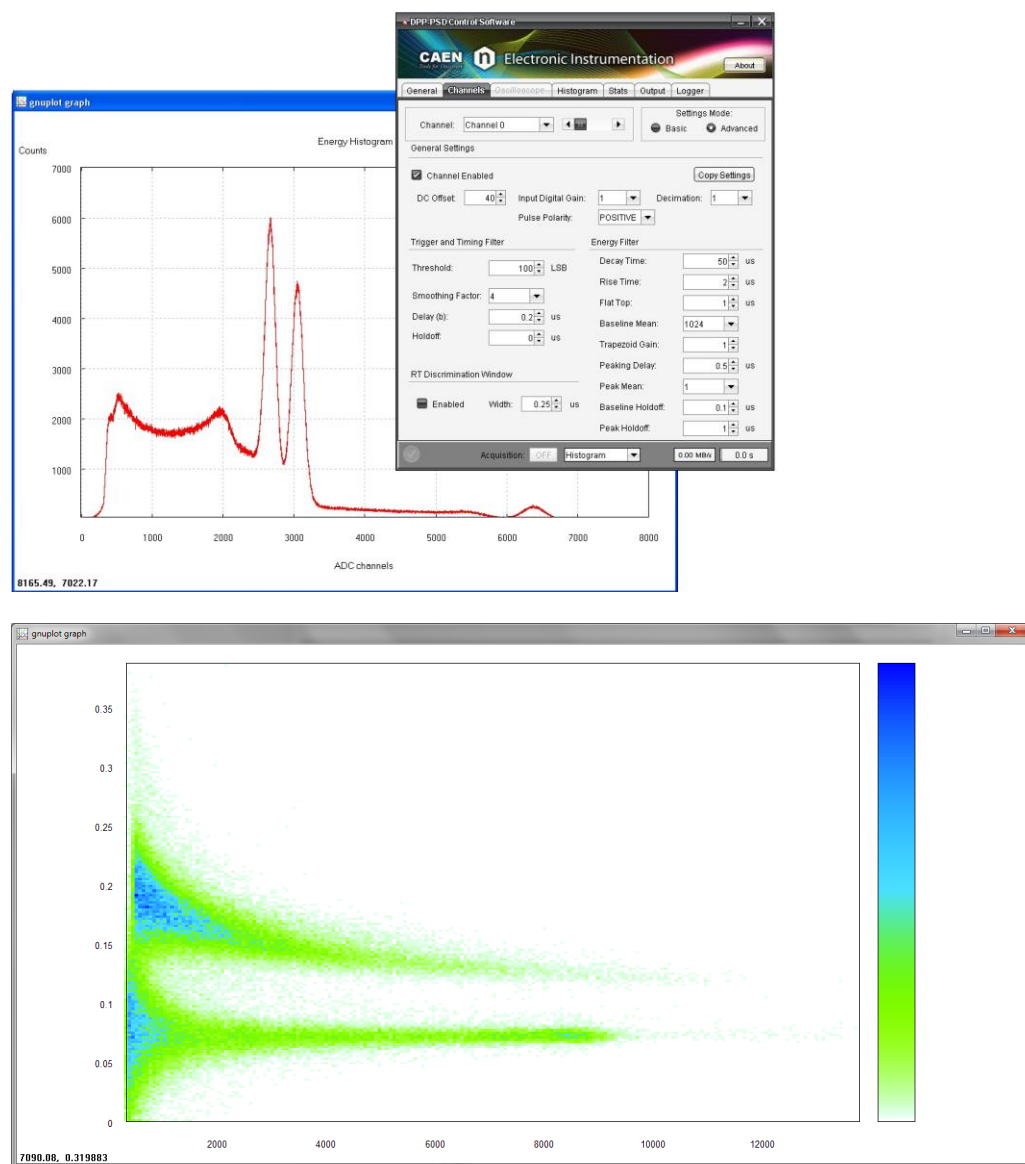 DPP-PSD Control Software
CAEN n Electronic Instrumentation
About
General Channels Oscilloscope Histogram Stats Output Logger
Channel: Channel 0
Settings Mode:
Basic Advanced
General Settings
Channel Enabled Copy Settings
DC Offset: 40 Input Digital Gain: 1 Decimation: 1
Pulse Polarity: POSITIVE
Trigger and Timing Filter
Threshold: 100 LSB
Smoothing Factor: 4
Delay (b): 0.2 us
Holdoff: 0 us
RT Discrimination Window
Enabled Width: 0.25 us
Energy Filter
Decay Time: 50 us
Rise Time: 2 us
Flat Top: 1 us
Baseline Mean: 1024
Trapezoid Gain: 1
Peaking Delay: 0.5 us
Peak Mean: 1
Baseline Holdoff: 0.1 us
Peak Holdoff: 1 us
Acquisition: OFF Histogram 0.00 MB/s 0.0 s
gnuplot graph
Energy Histogram
Counts
7000
6000
5000
4000
3000
2000
1000
0 1000 2000 3000 4000 5000 6000 7000 8000
ADC channels
8165.49, 7022.17
gnuplot graph
0.35
0.3
0.25
0.2
0.15
0.1
0.05
0
2000 4000 6000 8000 10000 12000
7090.08, 0.319883